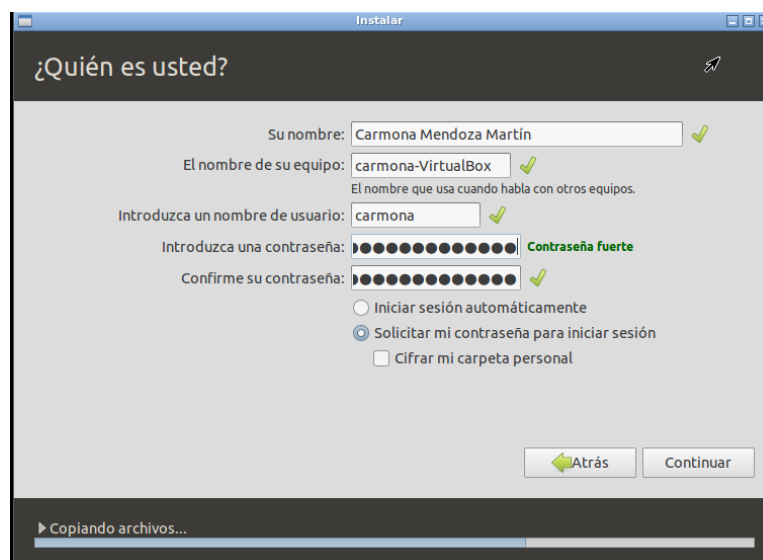 Instalar
¿Quién es usted?
Su nombre: Carmona Mendoza Martín
El nombre de su equipo: carmona-VirtualBox
El nombre que usa cuando habla con otros equipos.
Introduzca un nombre de usuario: carmona
Introduzca una contraseña: ●●●●●●●●●●●●● Contraseña fuerte
Confirme su contraseña: ●●●●●●●●●●●●●
Iniciar sesión automáticamente
Solicitar mi contraseña para iniciar sesión
Cifrar mi carpeta personal
Atrás Continuar
Copiando archivos...